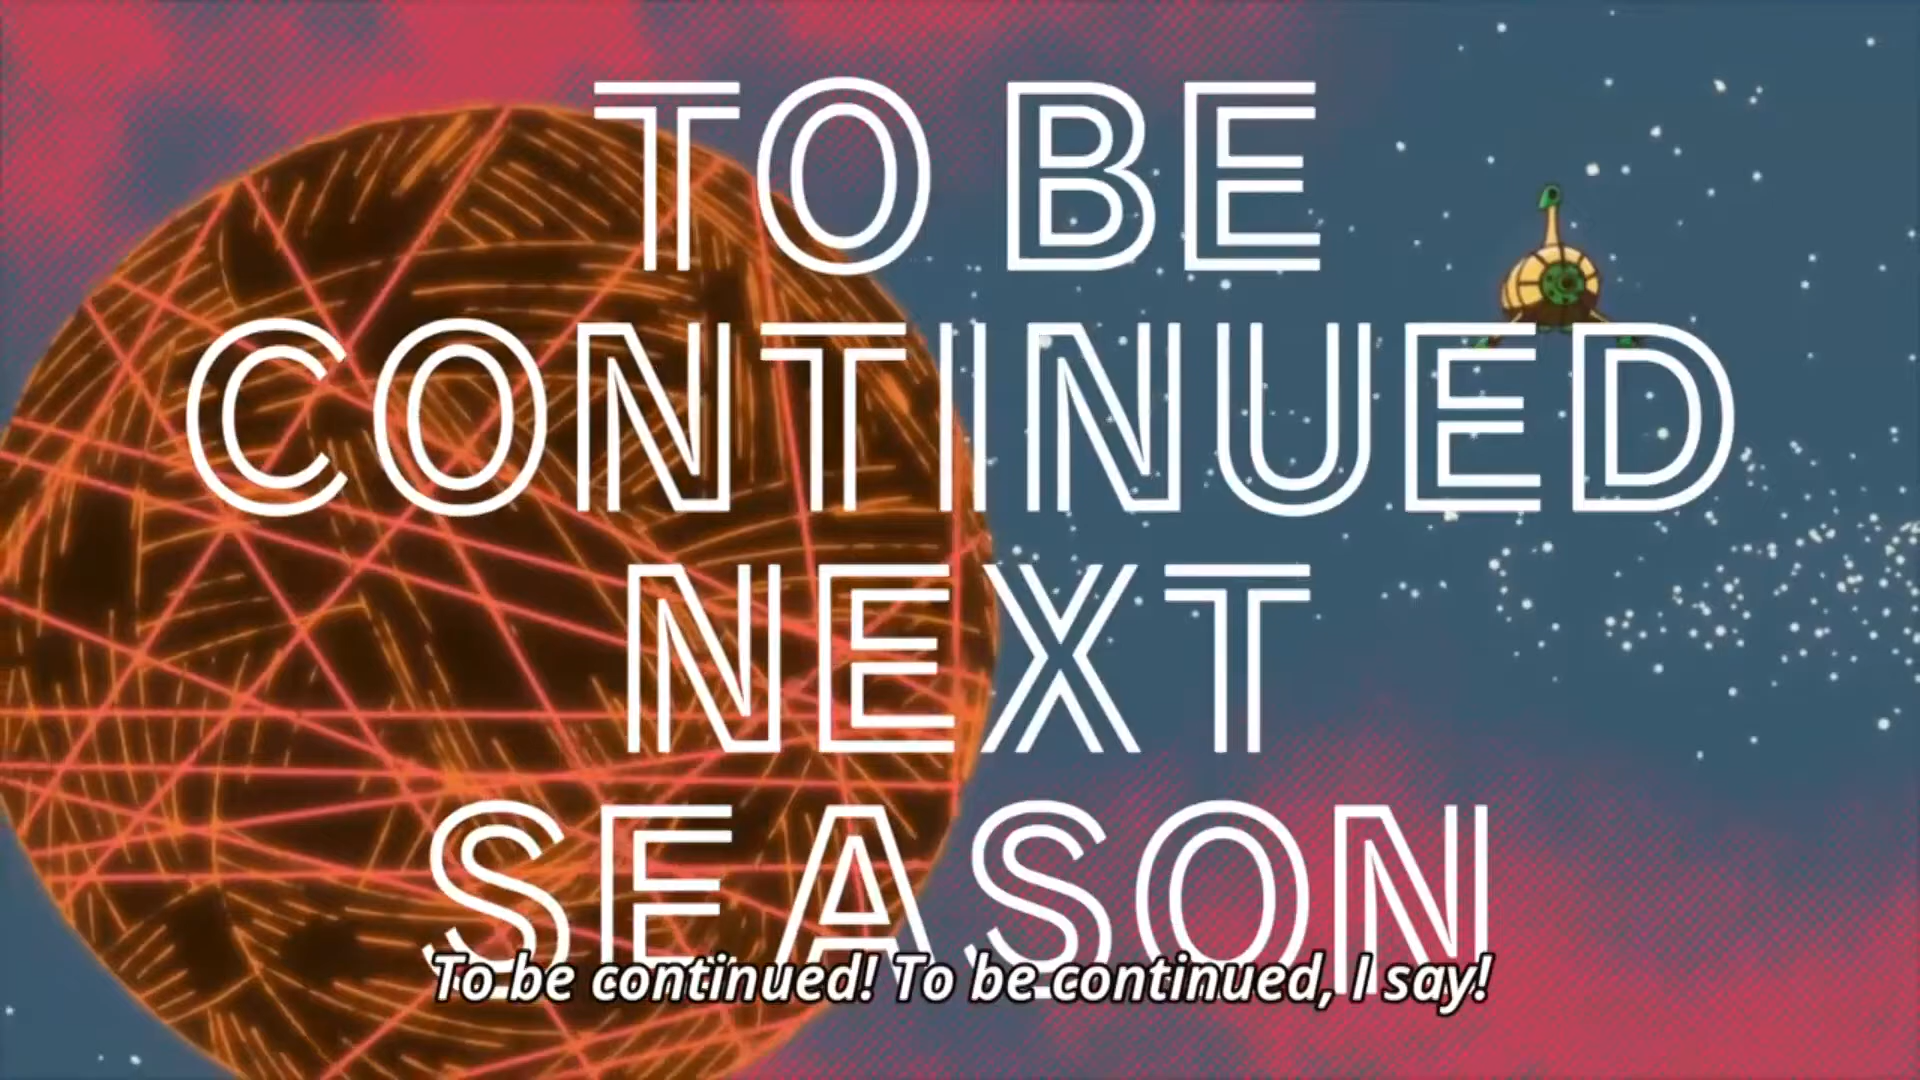 TO BE
CONTINUED
NEXT
SEASON
To be continued! To be continued, I say!